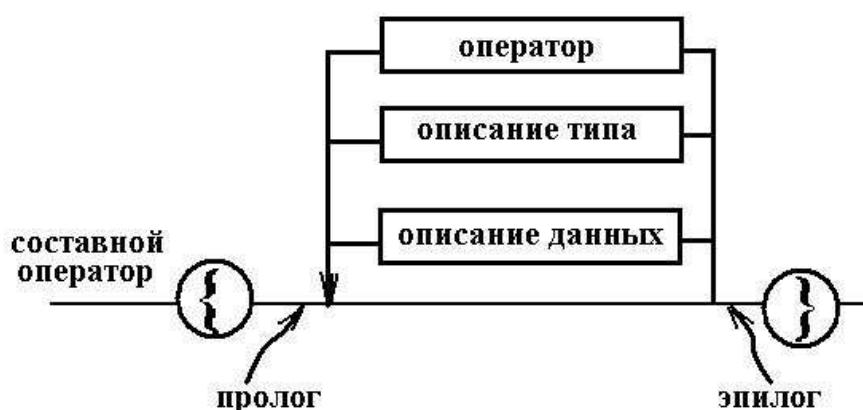 оператор
описание типа
описание данных
составной
оператор
{
}
пролог
эпилог